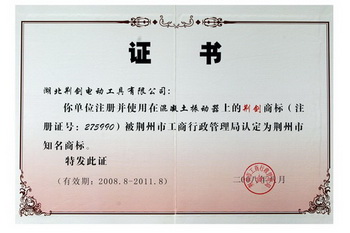 证书
湖北荆剑电动工具有限公司：
你单位注册并使用在混凝土振动器上的荆剑商标（注
册证号：275990）被荆州市工商行政管理局认定为荆州市
知名商标。
特发此证
（有效期：2008.8-2011.8）